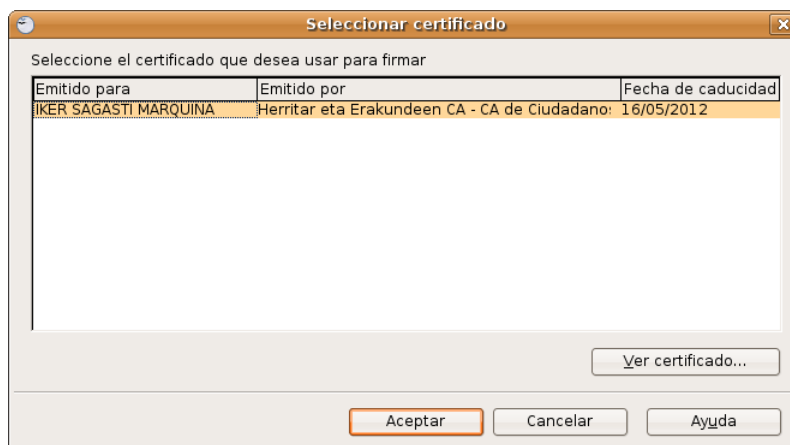 Seleccionar certificado
Seleccione el certificado que desea usar para firmar
Emitido para Emitido por Fecha de caducidad
IKER SAGASTI MARQUINA Herritar eta Erakundeen CA - CA de Ciudadano 16/05/2012
Ver certificado...
Aceptar Cancelar Ayuda